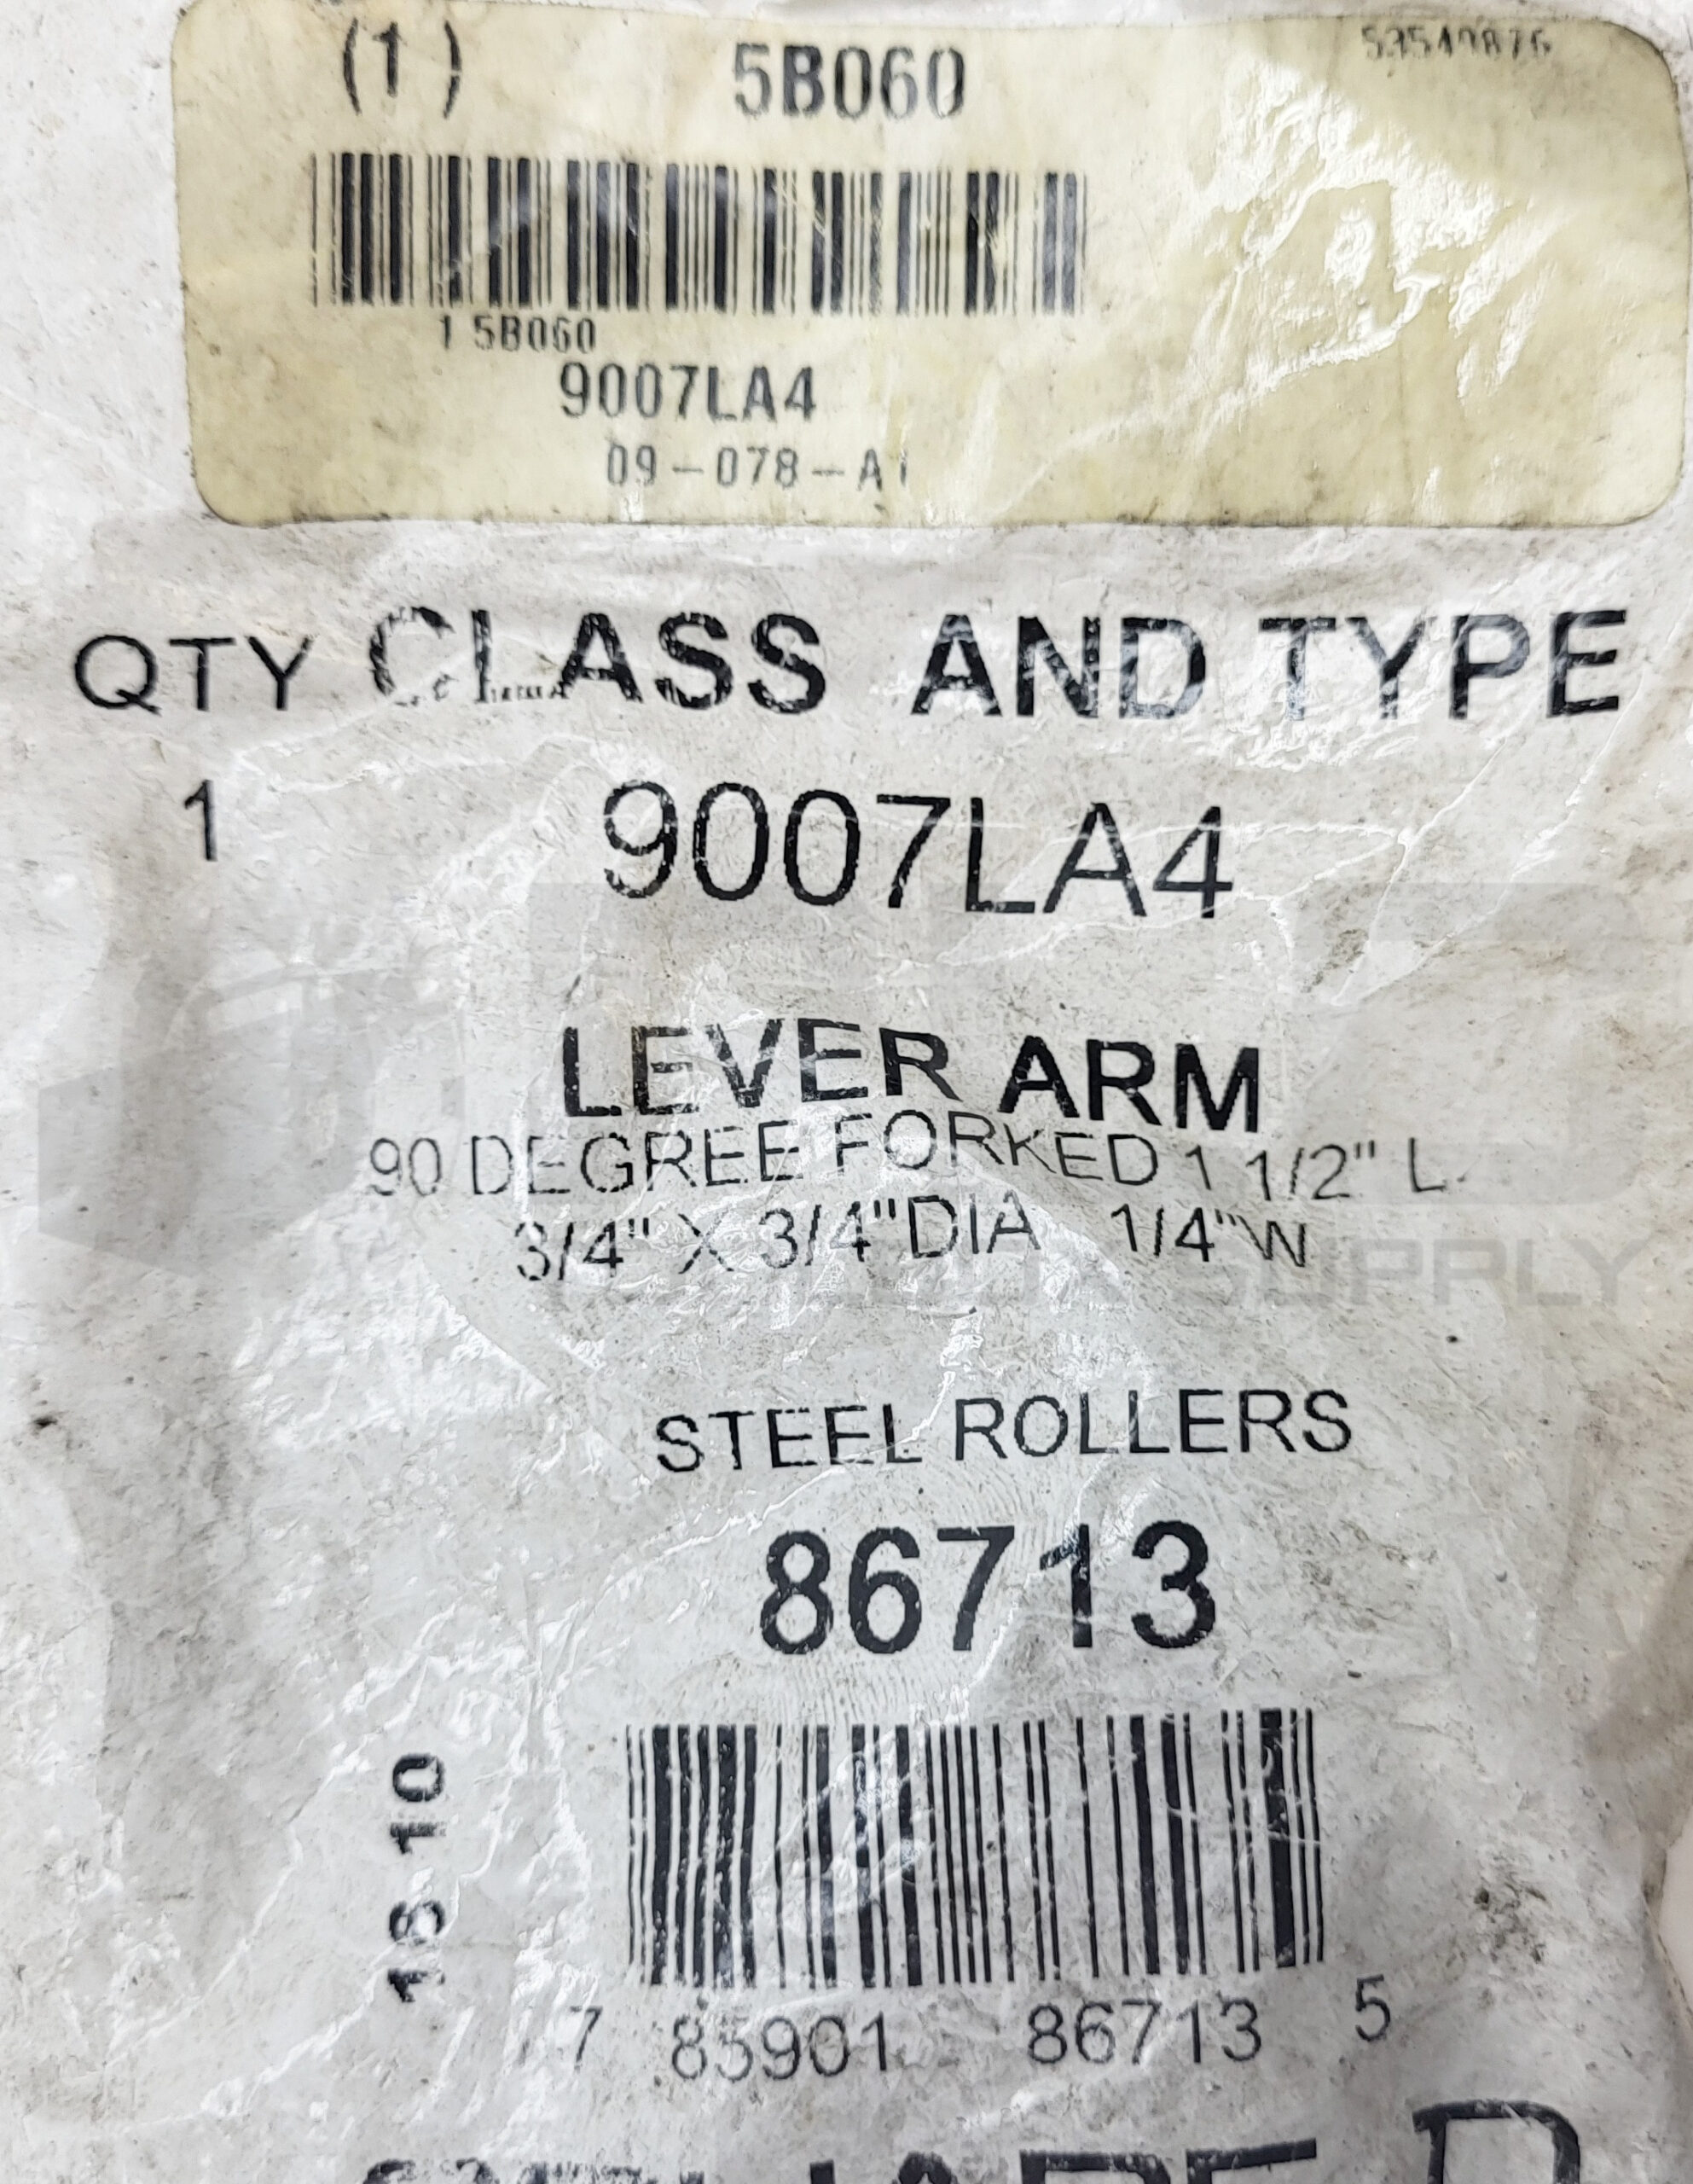 (1) 5B060
1 5B060
9007LA4
09-078-A1
QTY CLASS AND TYPE
1 9007LA4
LEVER ARM
90 DEGREE FORKED 1 1/2" L.
3/4" X 3/4"DIA 1/4"W
STEEL ROLLERS
86713
18 10
7 85901 86713 5
SUPPLY